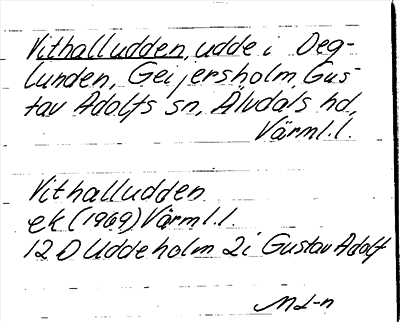 Vithalludden, udde i Deg-
lunden, Geijersholm, Gus-
tav Adolfs sn, Älvdals hd,
Värml. l.
Vithalludden
ek (1969) Värml. l.
12 D Uddeholm 2i Gustav Adolf